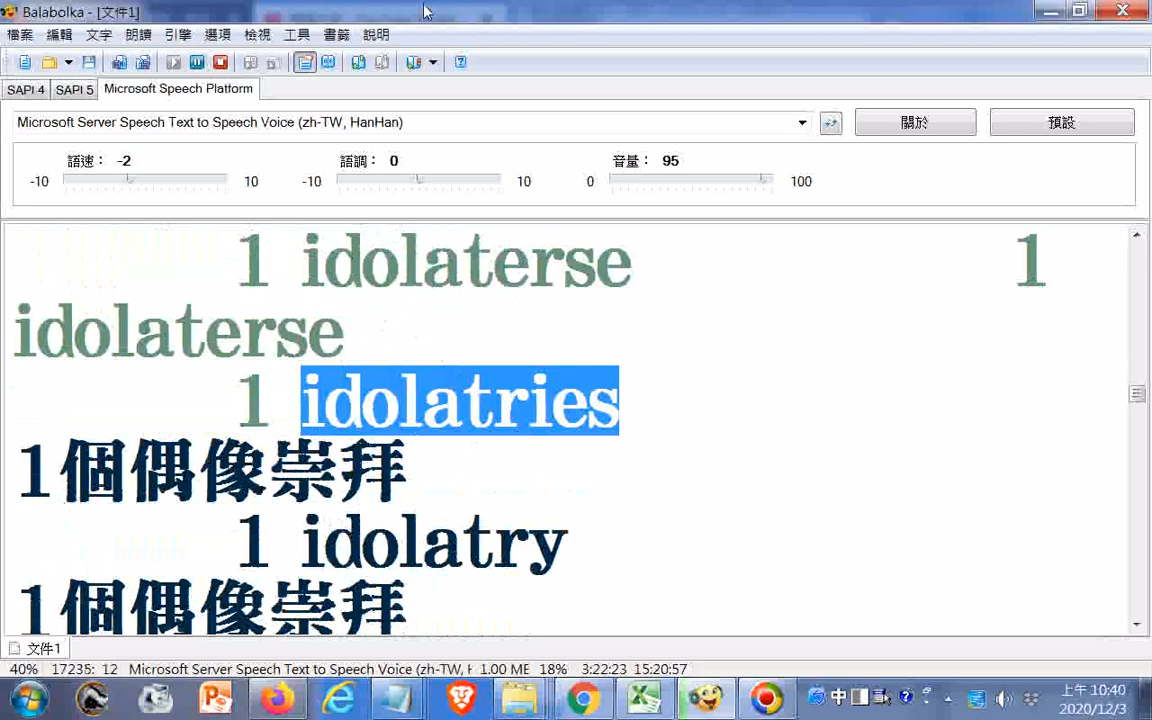 Balabolka - [文件1]
檔案 編輯 文字 朗讀 引擎 選項 檢視 工具 書籤 說明
SAPI 4 SAPI 5 Microsoft Speech Platform
Microsoft Server Speech Text to Speech Voice (zh-TW, HanHan) 關於 預設
語速： -2 語調： 0 音量： 95
-10 10 -10 10 0 100
1 idolaterse 1
idolaterse
1 idolatries
1個偶像崇拜
1 idolatry
1個偶像崇拜
文件1
40% 17235: 12 Microsoft Server Speech Text to Speech Voice (zh-TW, 1.00 ME 18% 3:22:23 15:20:57
中 上午 10:40
2020/12/3